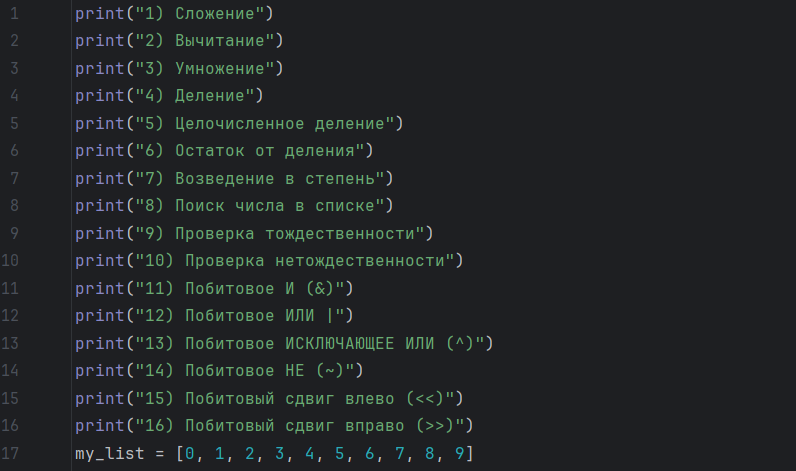 1 print("1) Сложение")
2 print("2) Вычитание")
3 print("3) Умножение")
4 print("4) Деление")
5 print("5) Целочисленное деление")
6 print("6) Остаток от деления")
7 print("7) Возведение в степень")
8 print("8) Поиск числа в списке")
9 print("9) Проверка тождественности")
10 print("10) Проверка нетождественности")
11 print("11) Побитовое И (&)")
12 print("12) Побитовое ИЛИ |")
13 print("13) Побитовое ИСКЛЮЧАЮЩЕЕ ИЛИ (^)")
14 print("14) Побитовое НЕ (~)")
15 print("15) Побитовый сдвиг влево (<<)")
16 print("16) Побитовый сдвиг вправо (>>)")
17 my_list = [0, 1, 2, 3, 4, 5, 6, 7, 8, 9]